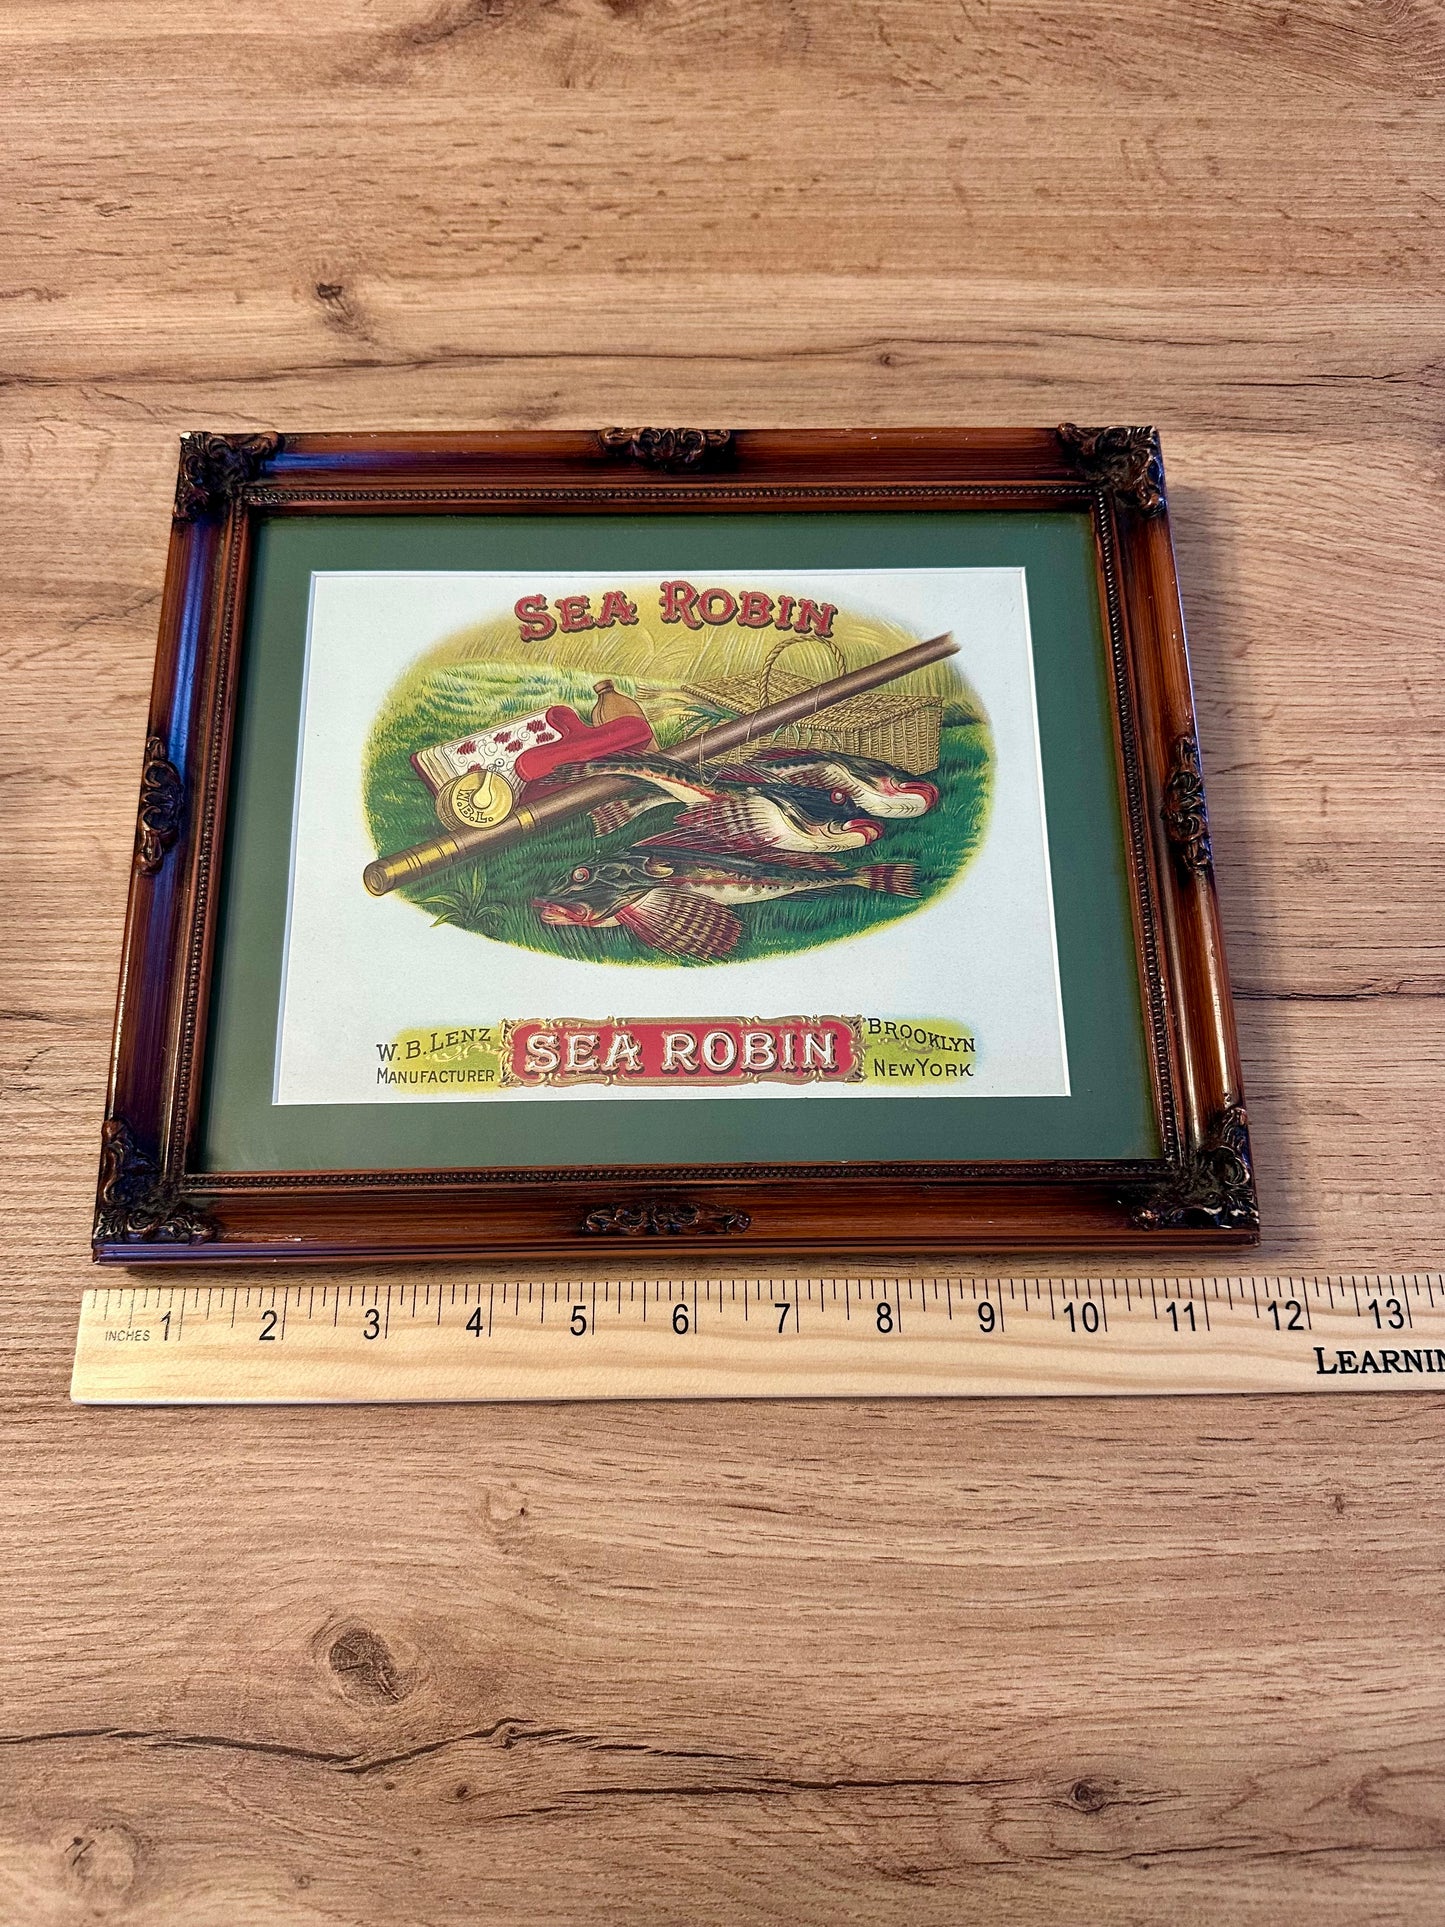 SEA ROBIN
W.B.L.
W. B. LENZ
MANUFACTURER
SEA ROBIN
BROOKLYN
NEW YORK
1 2 3 4 5 6 7 8 9 10 11 12 13
INCHES
LEARNIN